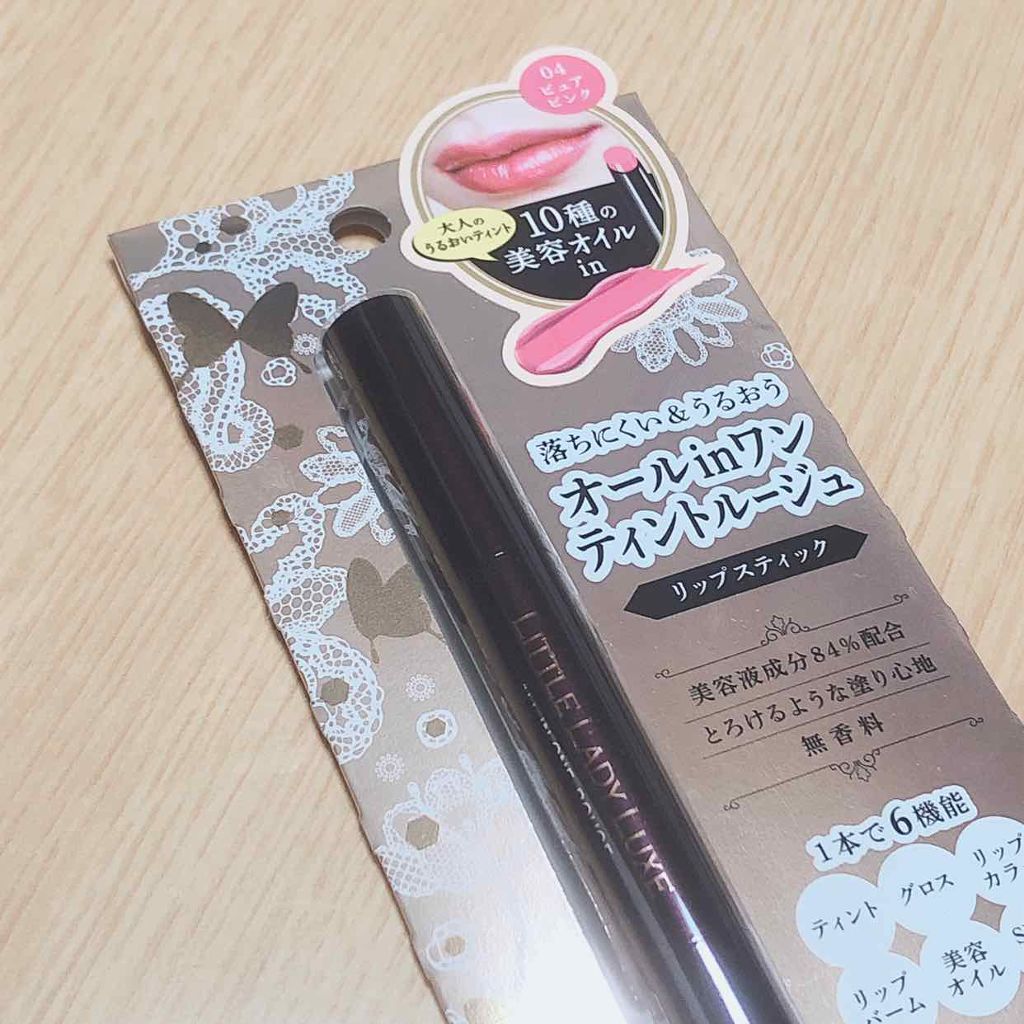 04
ピュア
ピンク
大人の
うるおいティント
10種の
美容オイル
in
落ちにくい&うるおう
オールinワン
ティントルージュ
リップスティック
美容液成分84%配合
とろけるような塗り心地
無香料
LITTLE LADY LUXE
1本で6機能
ティント
グロス
リップ
カラ
リップ
バーム
美容
オイル
S